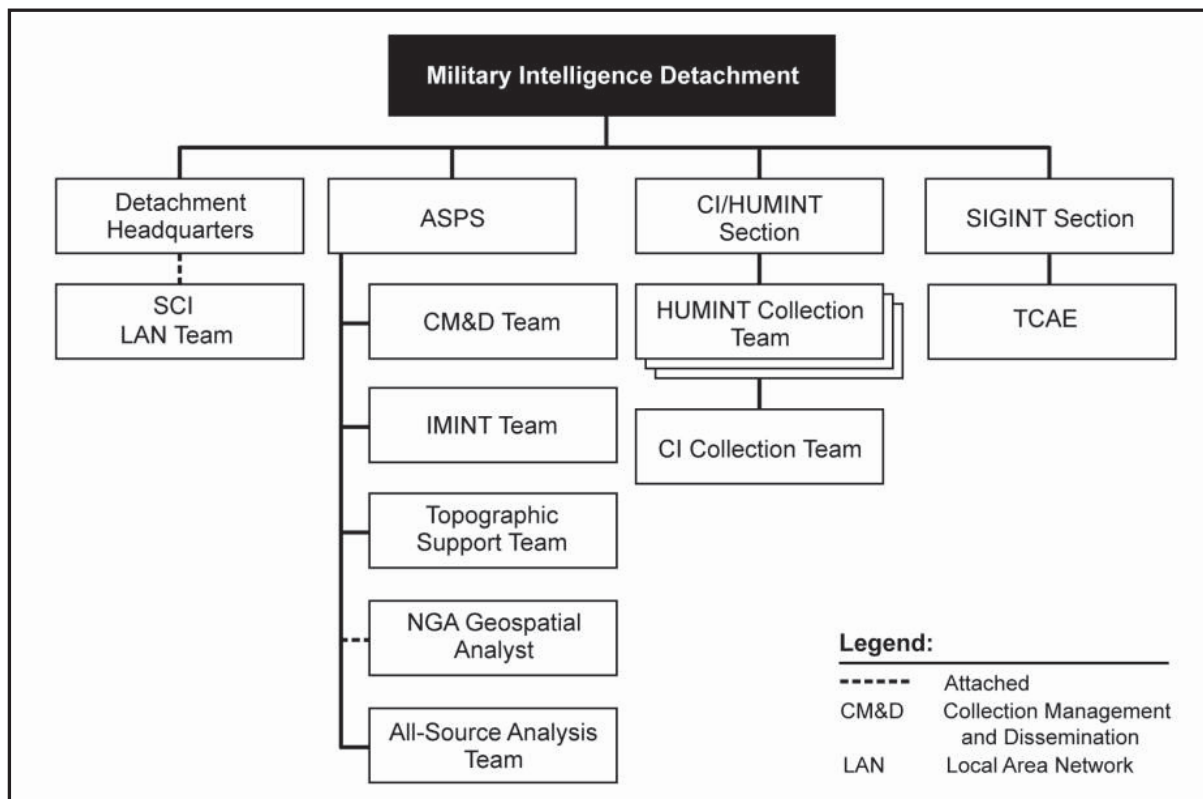 Military Intelligence Detachment
Detachment
Headquarters
ASPS
CI/HUMINT
Section
SIGINT Section
SCI
LAN Team
CM&D Team
HUMINT Collection
Team
TCAE
IMINT Team
CI Collection Team
Topographic
Support Team
NGA Geospatial
Analyst
All-Source Analysis
Team
Legend:
Attached
CM&D Collection Management
and Dissemination
LAN Local Area Network